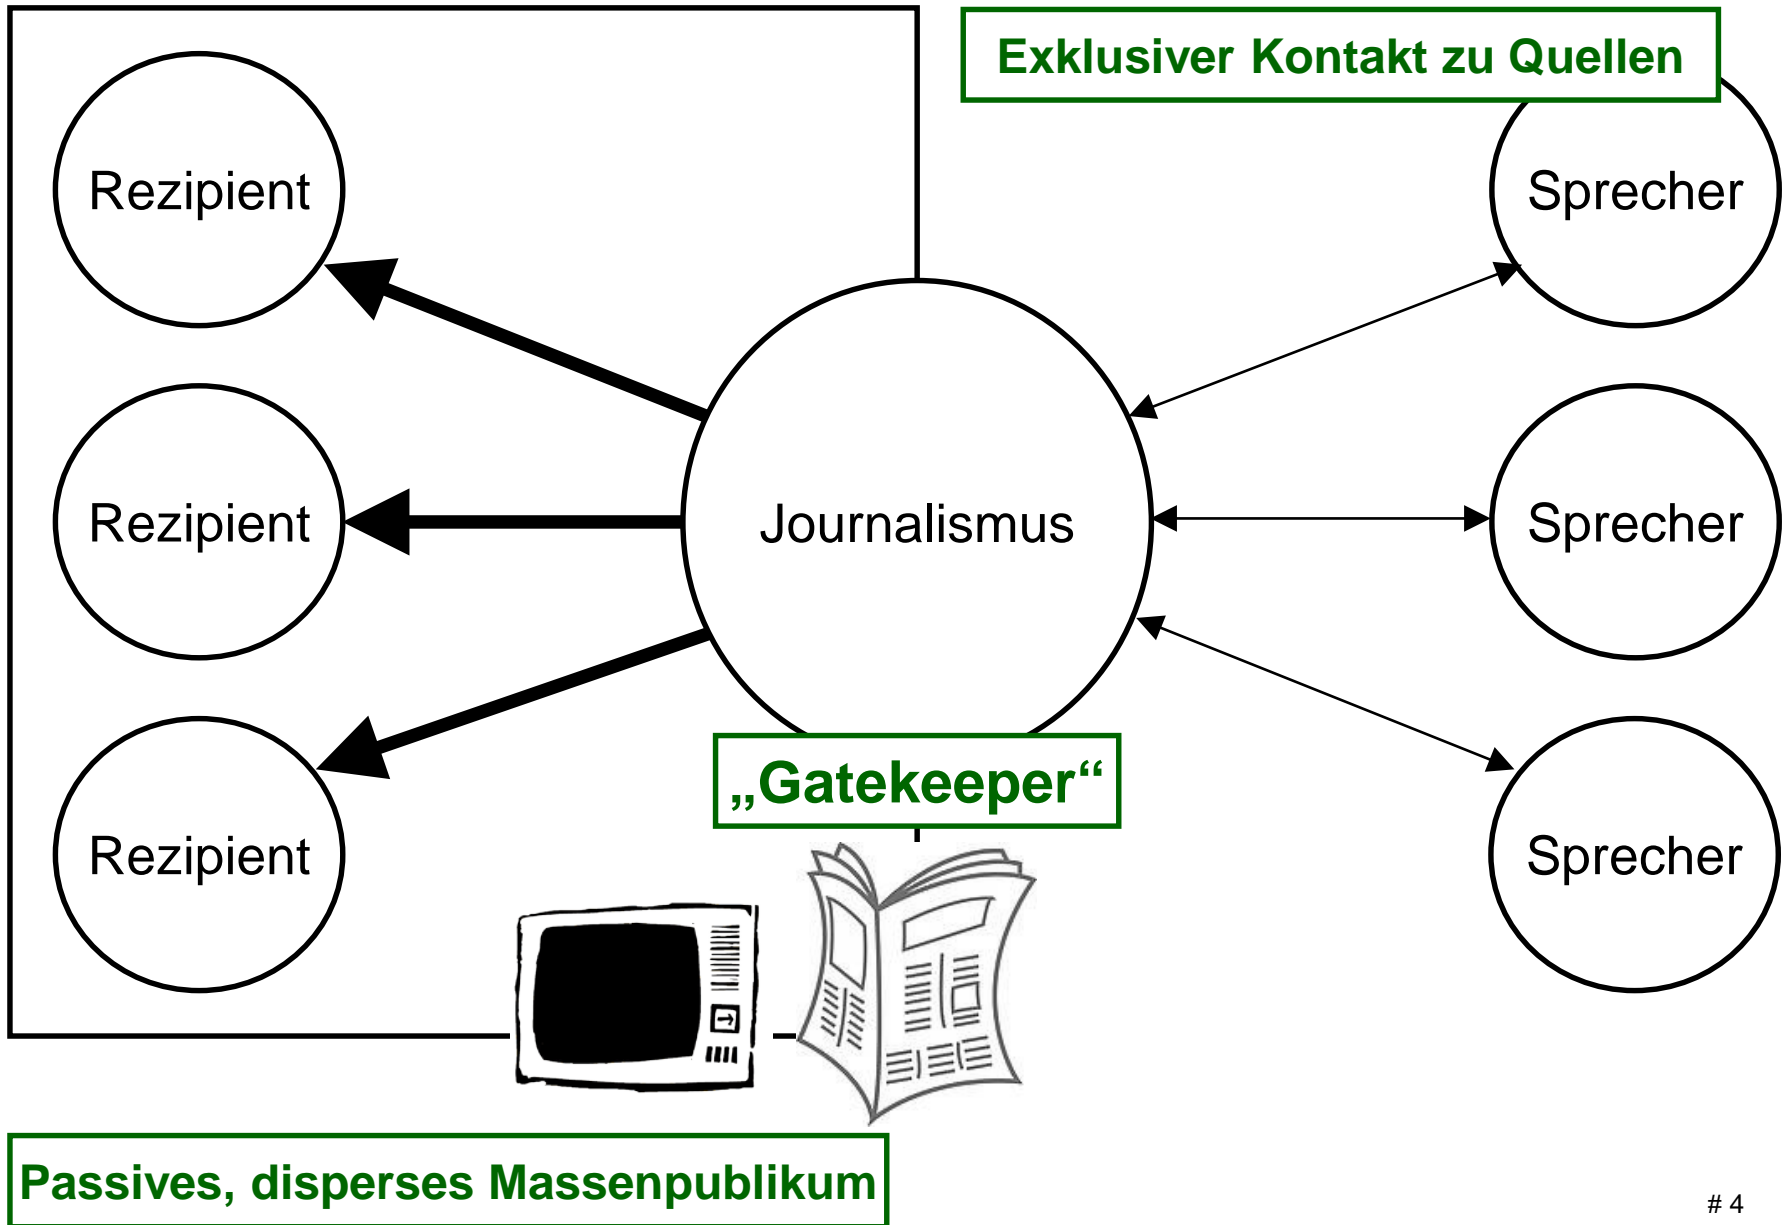 Exklusiver Kontakt zu Quellen
Rezipient
Sprecher
Rezipient
Journalismus
Sprecher
„Gatekeeper“
Rezipient
Sprecher
Passives, disperses Massenpublikum
# 4